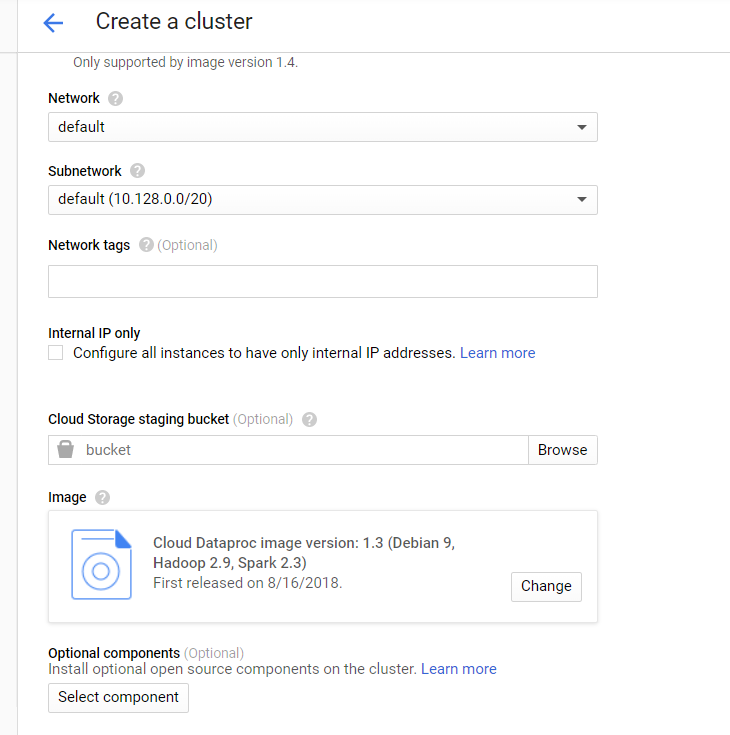 Create a cluster
Only supported by image version 1.4.
Network ?
default
Subnetwork ?
default (10.128.0.0/20)
Network tags ? (Optional)
Internal IP only
Configure all instances to have only internal IP addresses. Learn more
Cloud Storage staging bucket (Optional) ?
bucket Browse
Image ?
Cloud Dataproc image version: 1.3 (Debian 9,
Hadoop 2.9, Spark 2.3)
First released on 8/16/2018.
Change
Optional components (Optional)
Install optional open source components on the cluster. Learn more
Select component